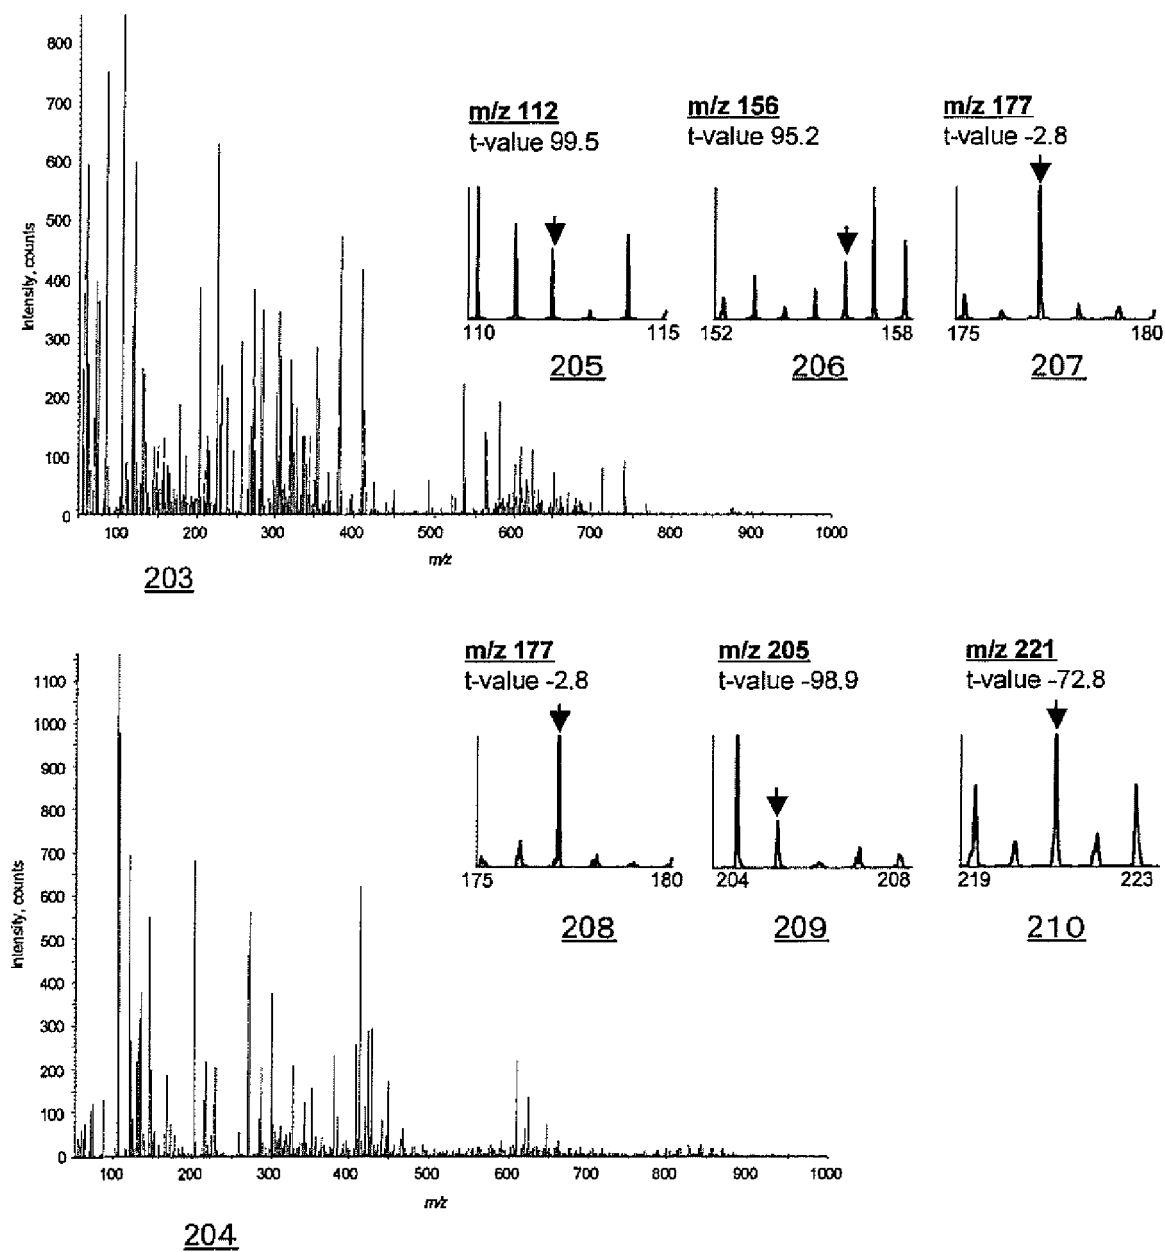 800
700
600
500
400
300
200
100
0
Intensity, counts
100 200 300 400 500 600 700 800 900 1000
m/z
203
m/z 112
t-value 99.5
110 115
205
m/z 156
t-value 95.2
152 158
206
m/z 177
t-value -2.8
175 180
207
1100
1000
900
800
700
600
500
400
300
200
100
0
Intensity, counts
100 200 300 400 500 600 700 800 900 1000
m/z
204
m/z 177
t-value -2.8
175 180
208
m/z 205
t-value -98.9
204 208
209
m/z 221
t-value -72.8
219 223
210